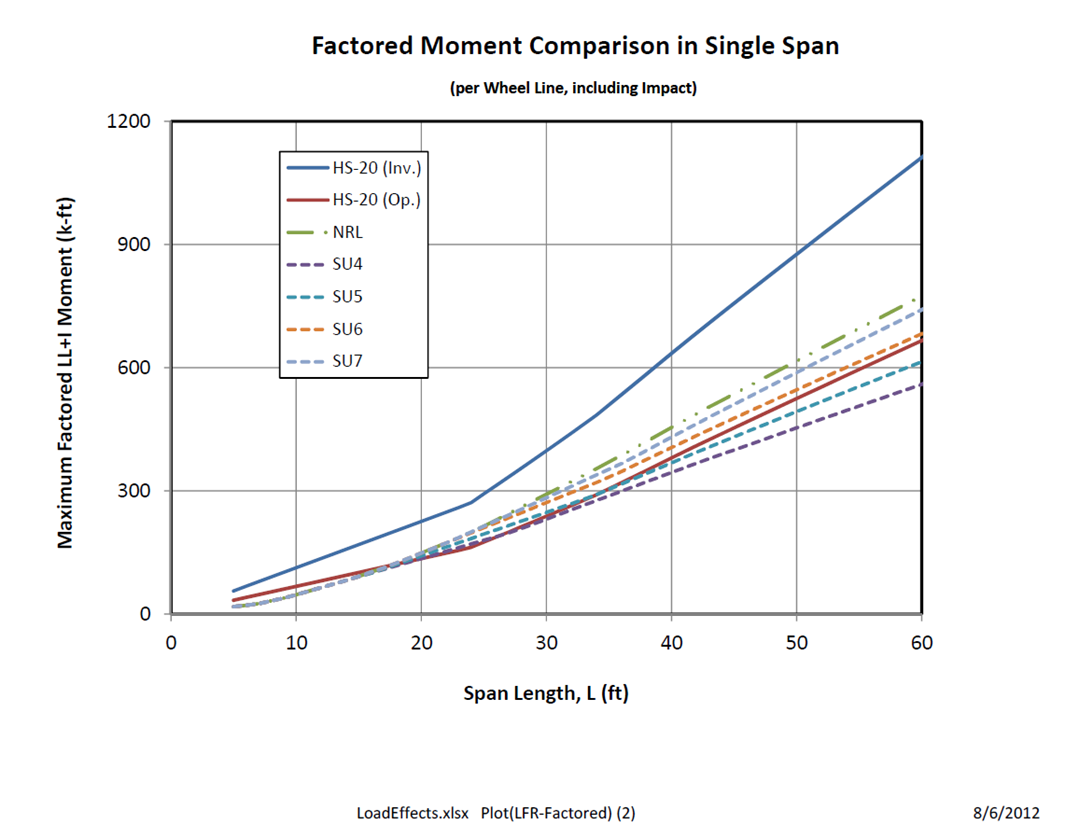 Factored Moment Comparison in Single Span
(per Wheel Line, including Impact)
Maximum Factored LL+I Moment (k-ft)
1200
900
600
300
0
HS-20 (Inv.)
HS-20 (Op.)
NRL
SU4
SU5
SU6
SU7
0 10 20 30 40 50 60
Span Length, L (ft)
LoadEffects.xlsx Plot(LFR-Factored) (2) 8/6/2012